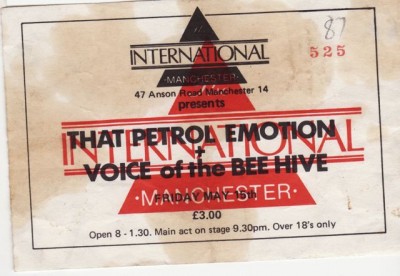 87
525
INTERNATIONAL
·MANCHESTER·
47 Anson Road Manchester 14
presents
THAT PETROL EMOTION
+
INTERNATIONAL
VOICE of the BEE HIVE
·MANCHESTER·
FRIDAY MAY 15th
£3.00
Open 8 - 1.30. Main act on stage 9.30pm. Over 18's only